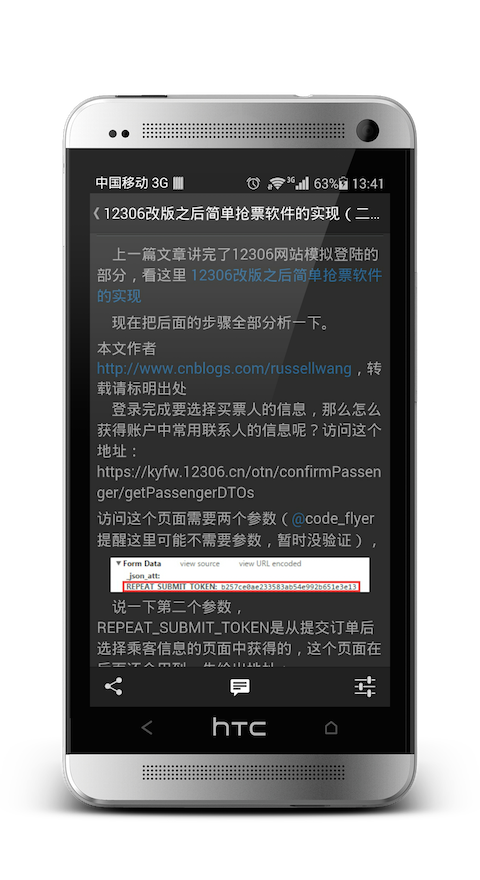 中国移动 3G
3G
63%
13:41
12306改版之后简单抢票软件的实现（二...
上一篇文章讲完了12306网站模拟登陆的
部分，看这里 12306改版之后简单抢票软件
的实现
现在把后面的步骤全部分析一下。
本文作者
http://www.cnblogs.com/russellwang，转
载请标明出处
登录完成要选择买票人的信息，那么怎么
获得账户中常用联系人的信息呢？访问这个
地址：
https://kyfw.12306.cn/otn/confirmPassen
ger/getPassengerDTOs
访问这个页面需要两个参数（@code_flyer
提醒这里可能不需要参数，暂时没验证），
▼ Form Data view source view URL encoded
_json_att:
REPEAT_SUBMIT_TOKEN: b257ce0ae233583ab54e992b651e3e13
说一下第二个参数，
REPEAT_SUBMIT_TOKEN是从提交订单后
选择乘客信息的页面中获得的，这个页面在
hTC